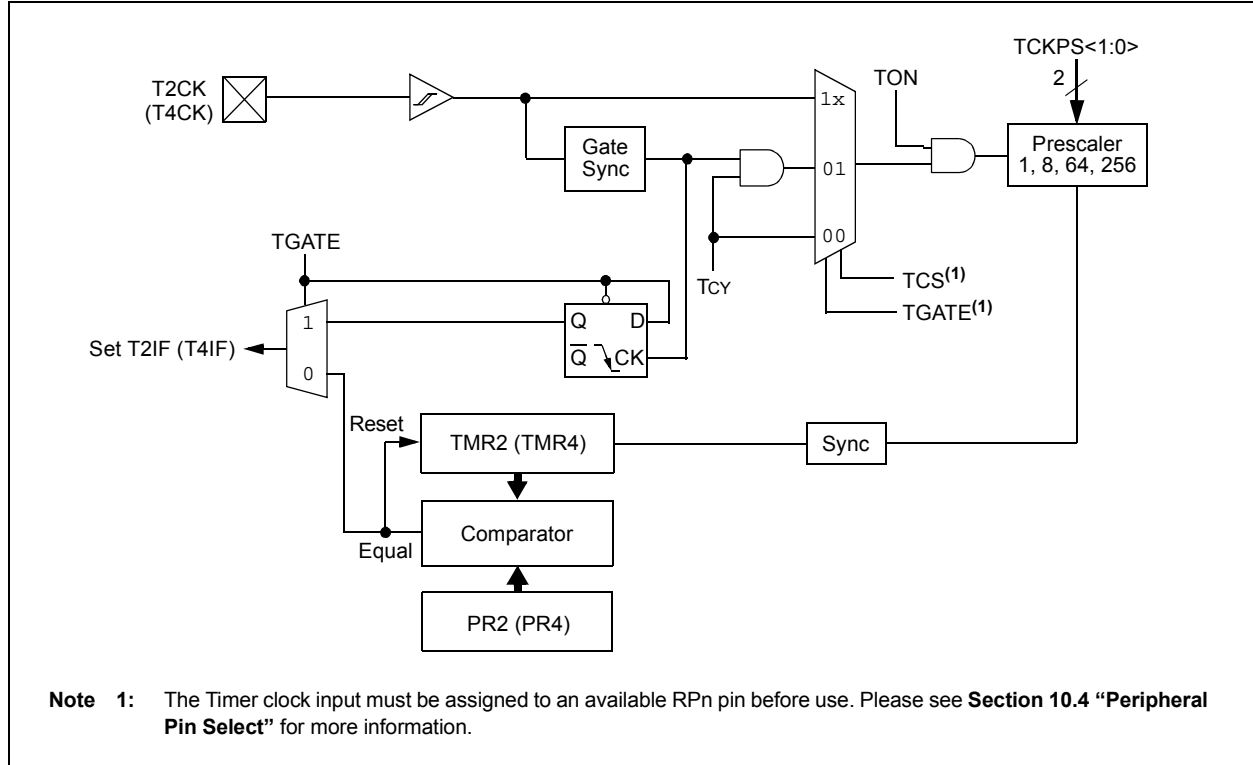 TCKPS<1:0>
2
TON
T2CK
(T4CK)
1x
Gate
Sync
Prescaler
1, 8, 64, 256
01
00
TGATE
TCY
TCS(1)
TGATE(1)
1
Q
D
Set T2IF (T4IF)
Q
CK
0
Reset
TMR2 (TMR4)
Sync
Comparator
Equal
PR2 (PR4)
Note 1: The Timer clock input must be assigned to an available RPn pin before use. Please see Section 10.4 “Peripheral
Pin Select” for more information.